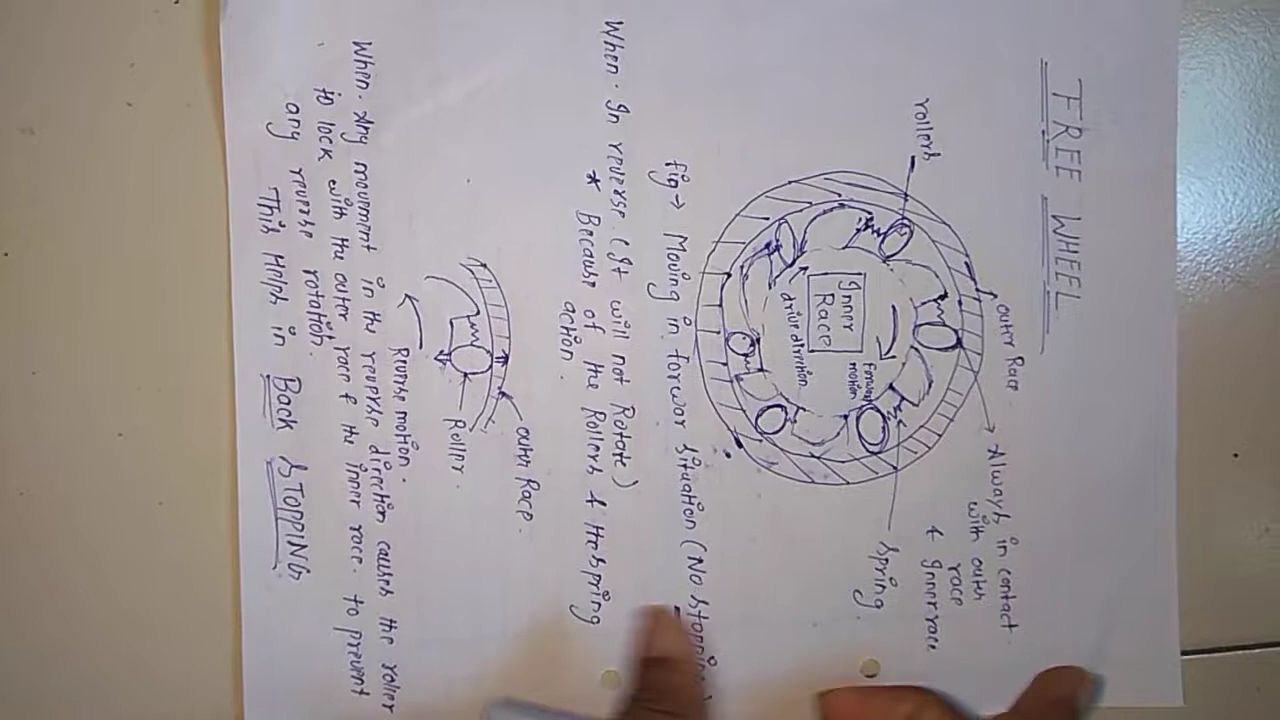 FREE WHEEL
rollers
outer Race.
Always in contact
with outer
race
& Inner race
Inner
Race
forward
motion
drive direction.
Spring.
fig → Moving in forwar situation (No Stopping)
When. In reverse. (It will not Rotate)
* Because of the Rollers & the spring
action.
outer Race.
Roller.
Reverse motion.
When. Any movement in the reverse direction causes the roller
to lock with the outer race & the inner race. to prevent
any reverse rotation.
This Helps in Back STOPPING